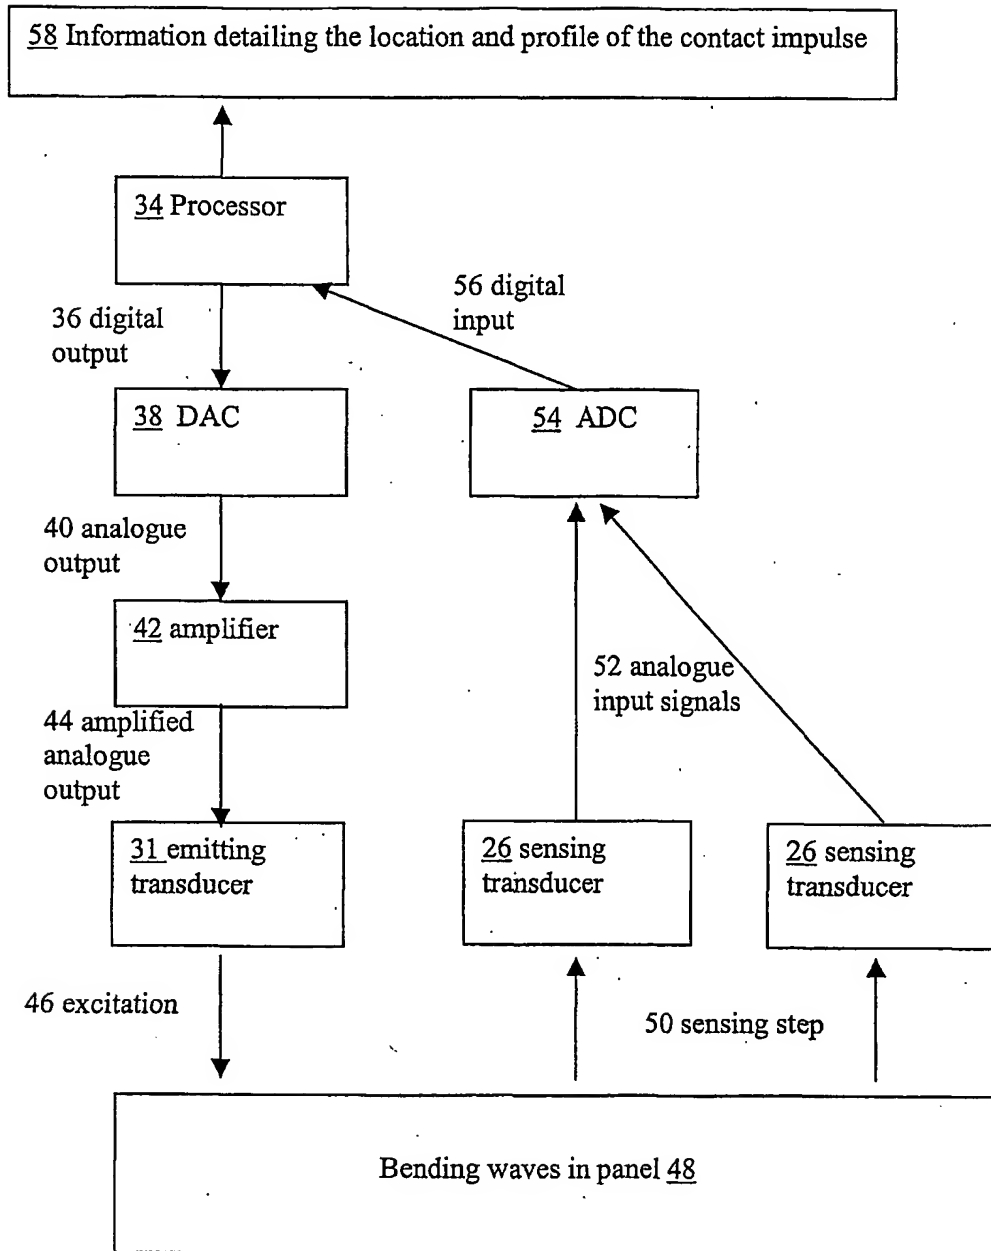 58 Information detailing the location and profile of the contact impulse
34 Processor
56 digital
input
36 digital
output
38 DAC
54 ADC
40 analogue
output
42 amplifier
52 analogue
input signals
44 amplified
analogue
output
31 emitting
transducer
26 sensing
transducer
26 sensing
transducer
46 excitation
50 sensing step
Bending waves in panel 48